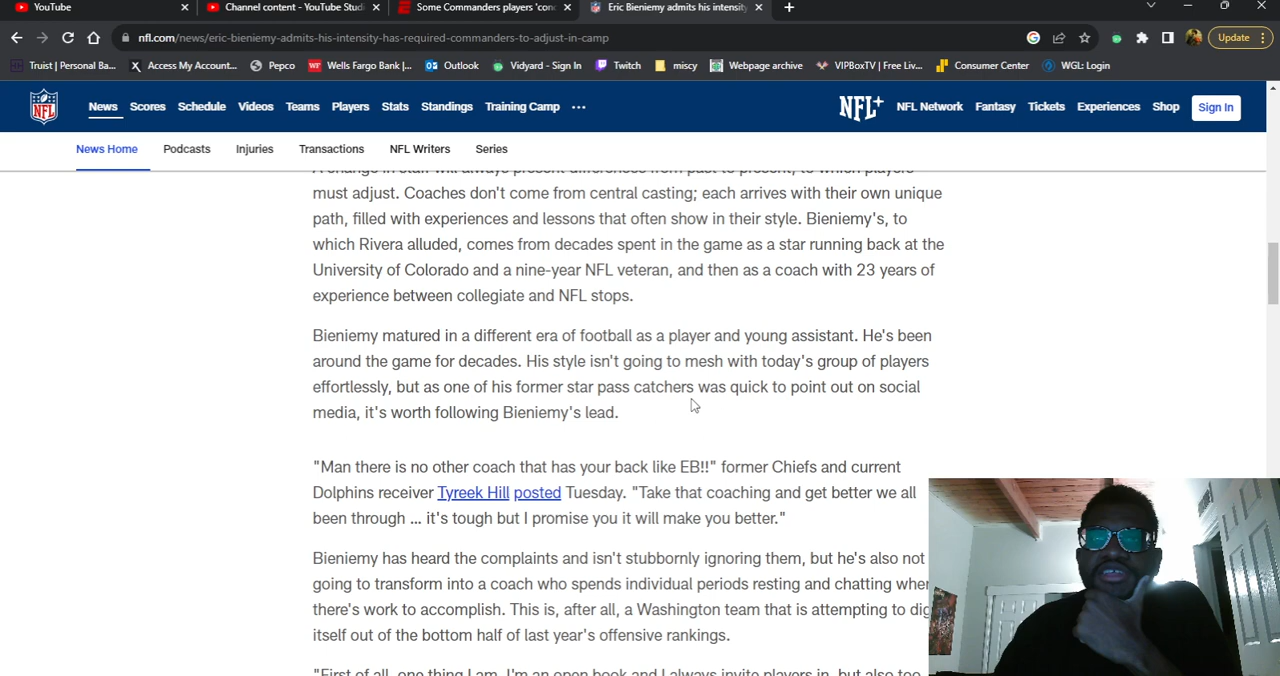 YouTube
Channel content - YouTube Studi
Some Commanders players 'conc
Eric Bieniemy admits his intensity
nfl.com/news/eric-bieniemy-admits-his-intensity-has-required-commanders-to-adjust-in-camp
Update
Truist | Personal Ba... Access My Account... Pepco Wells Fargo Bank |... Outlook Vidyard - Sign In Twitch miscy Webpage archive VIPBoxTV | Free Liv... Consumer Center WGL: Login
NFL News Scores Schedule Videos Teams Players Stats Standings Training Camp ••• NFL+ NFL Network Fantasy Tickets Experiences Shop Sign In
News Home Podcasts Injuries Transactions NFL Writers Series
A change in staff will always present differences from past to present, to which players
must adjust. Coaches don't come from central casting; each arrives with their own unique
path, filled with experiences and lessons that often show in their style. Bieniemy's, to
which Rivera alluded, comes from decades spent in the game as a star running back at the
University of Colorado and a nine-year NFL veteran, and then as a coach with 23 years of
experience between collegiate and NFL stops.
Bieniemy matured in a different era of football as a player and young assistant. He's been
around the game for decades. His style isn't going to mesh with today's group of players
effortlessly, but as one of his former star pass catchers was quick to point out on social
media, it's worth following Bieniemy's lead.
"Man there is no other coach that has your back like EB!!" former Chiefs and current
Dolphins receiver Tyreek Hill posted Tuesday. "Take that coaching and get better we all
been through ... it's tough but I promise you it will make you better."
Bieniemy has heard the complaints and isn't stubbornly ignoring them, but he's also not
going to transform into a coach who spends individual periods resting and chatting wher
there's work to accomplish. This is, after all, a Washington team that is attempting to dig
itself out of the bottom half of last year's offensive rankings.
"First of all, one thing I am, I'm an open book and I always invite players in, but also too